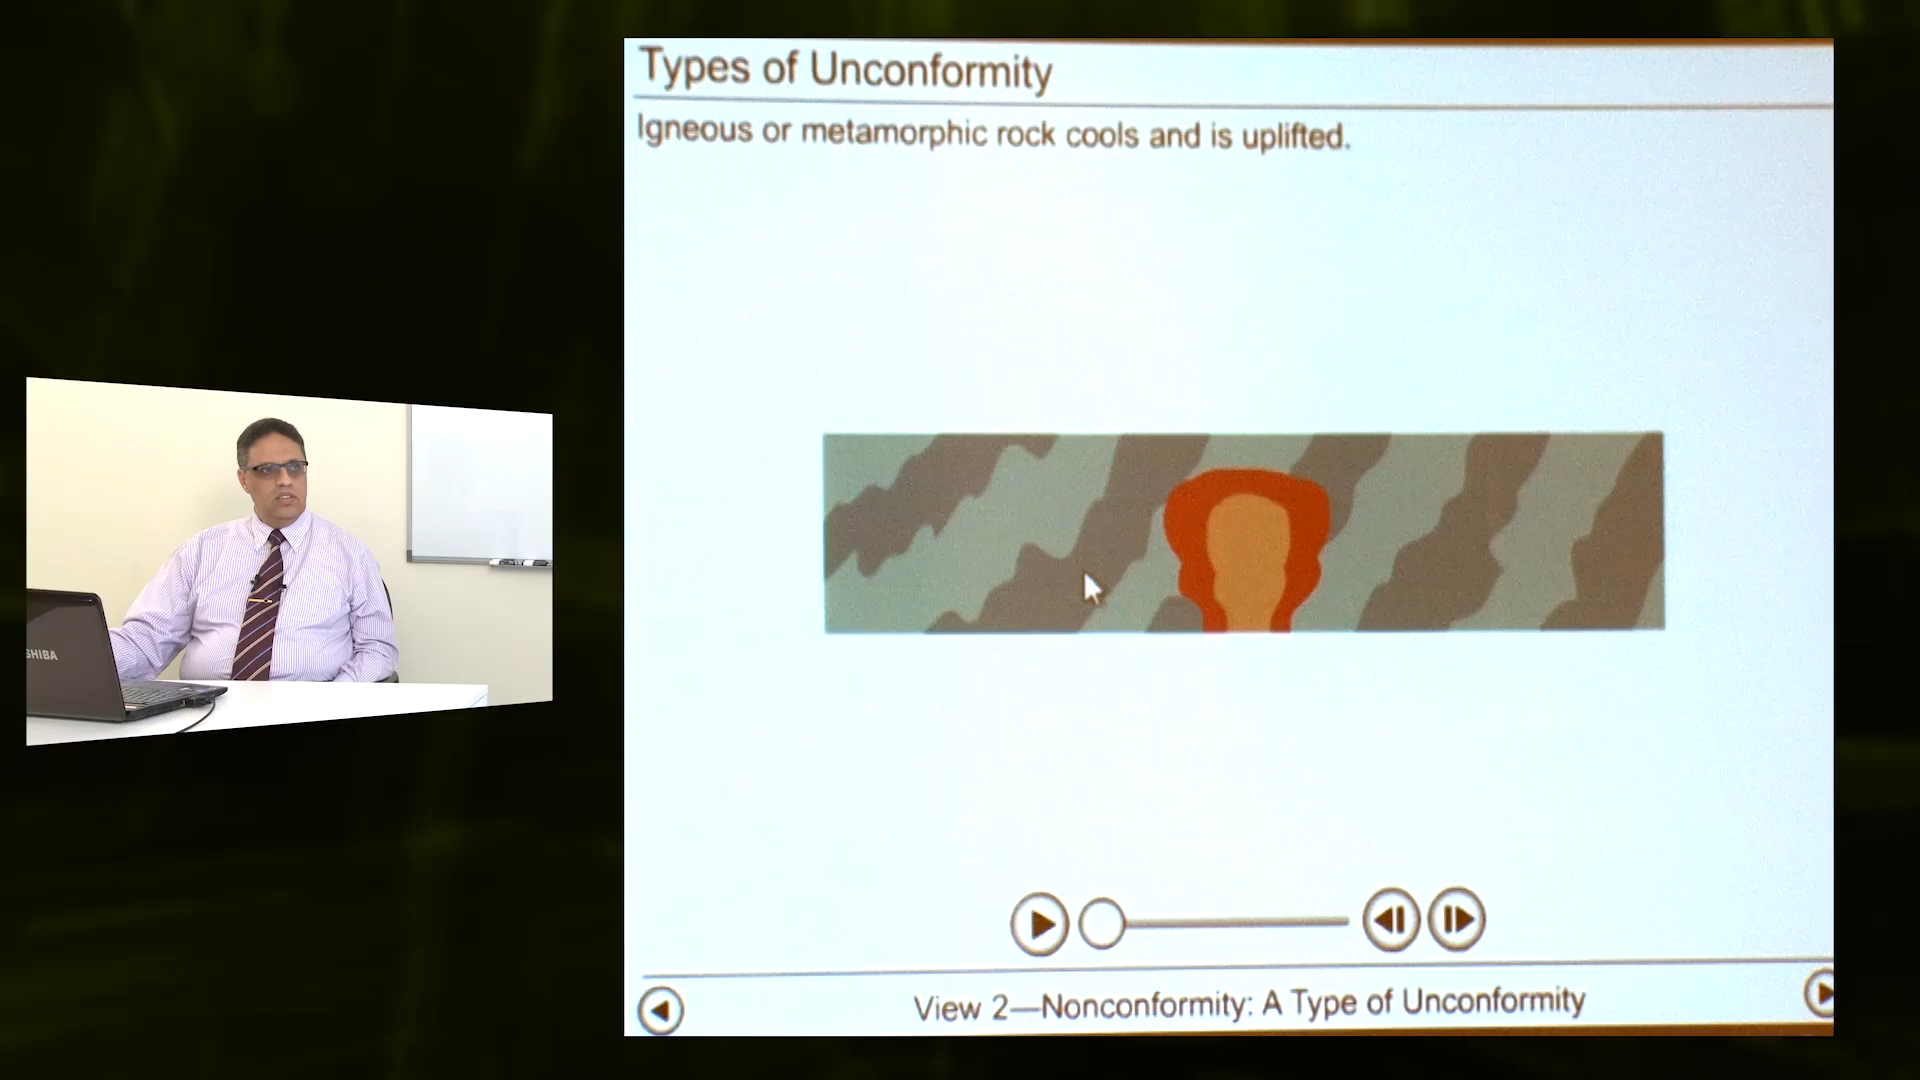 Types of Unconformity
Igneous or metamorphic rock cools and is uplifted.
View 2—Nonconformity: A Type of Unconformity
SHIBA